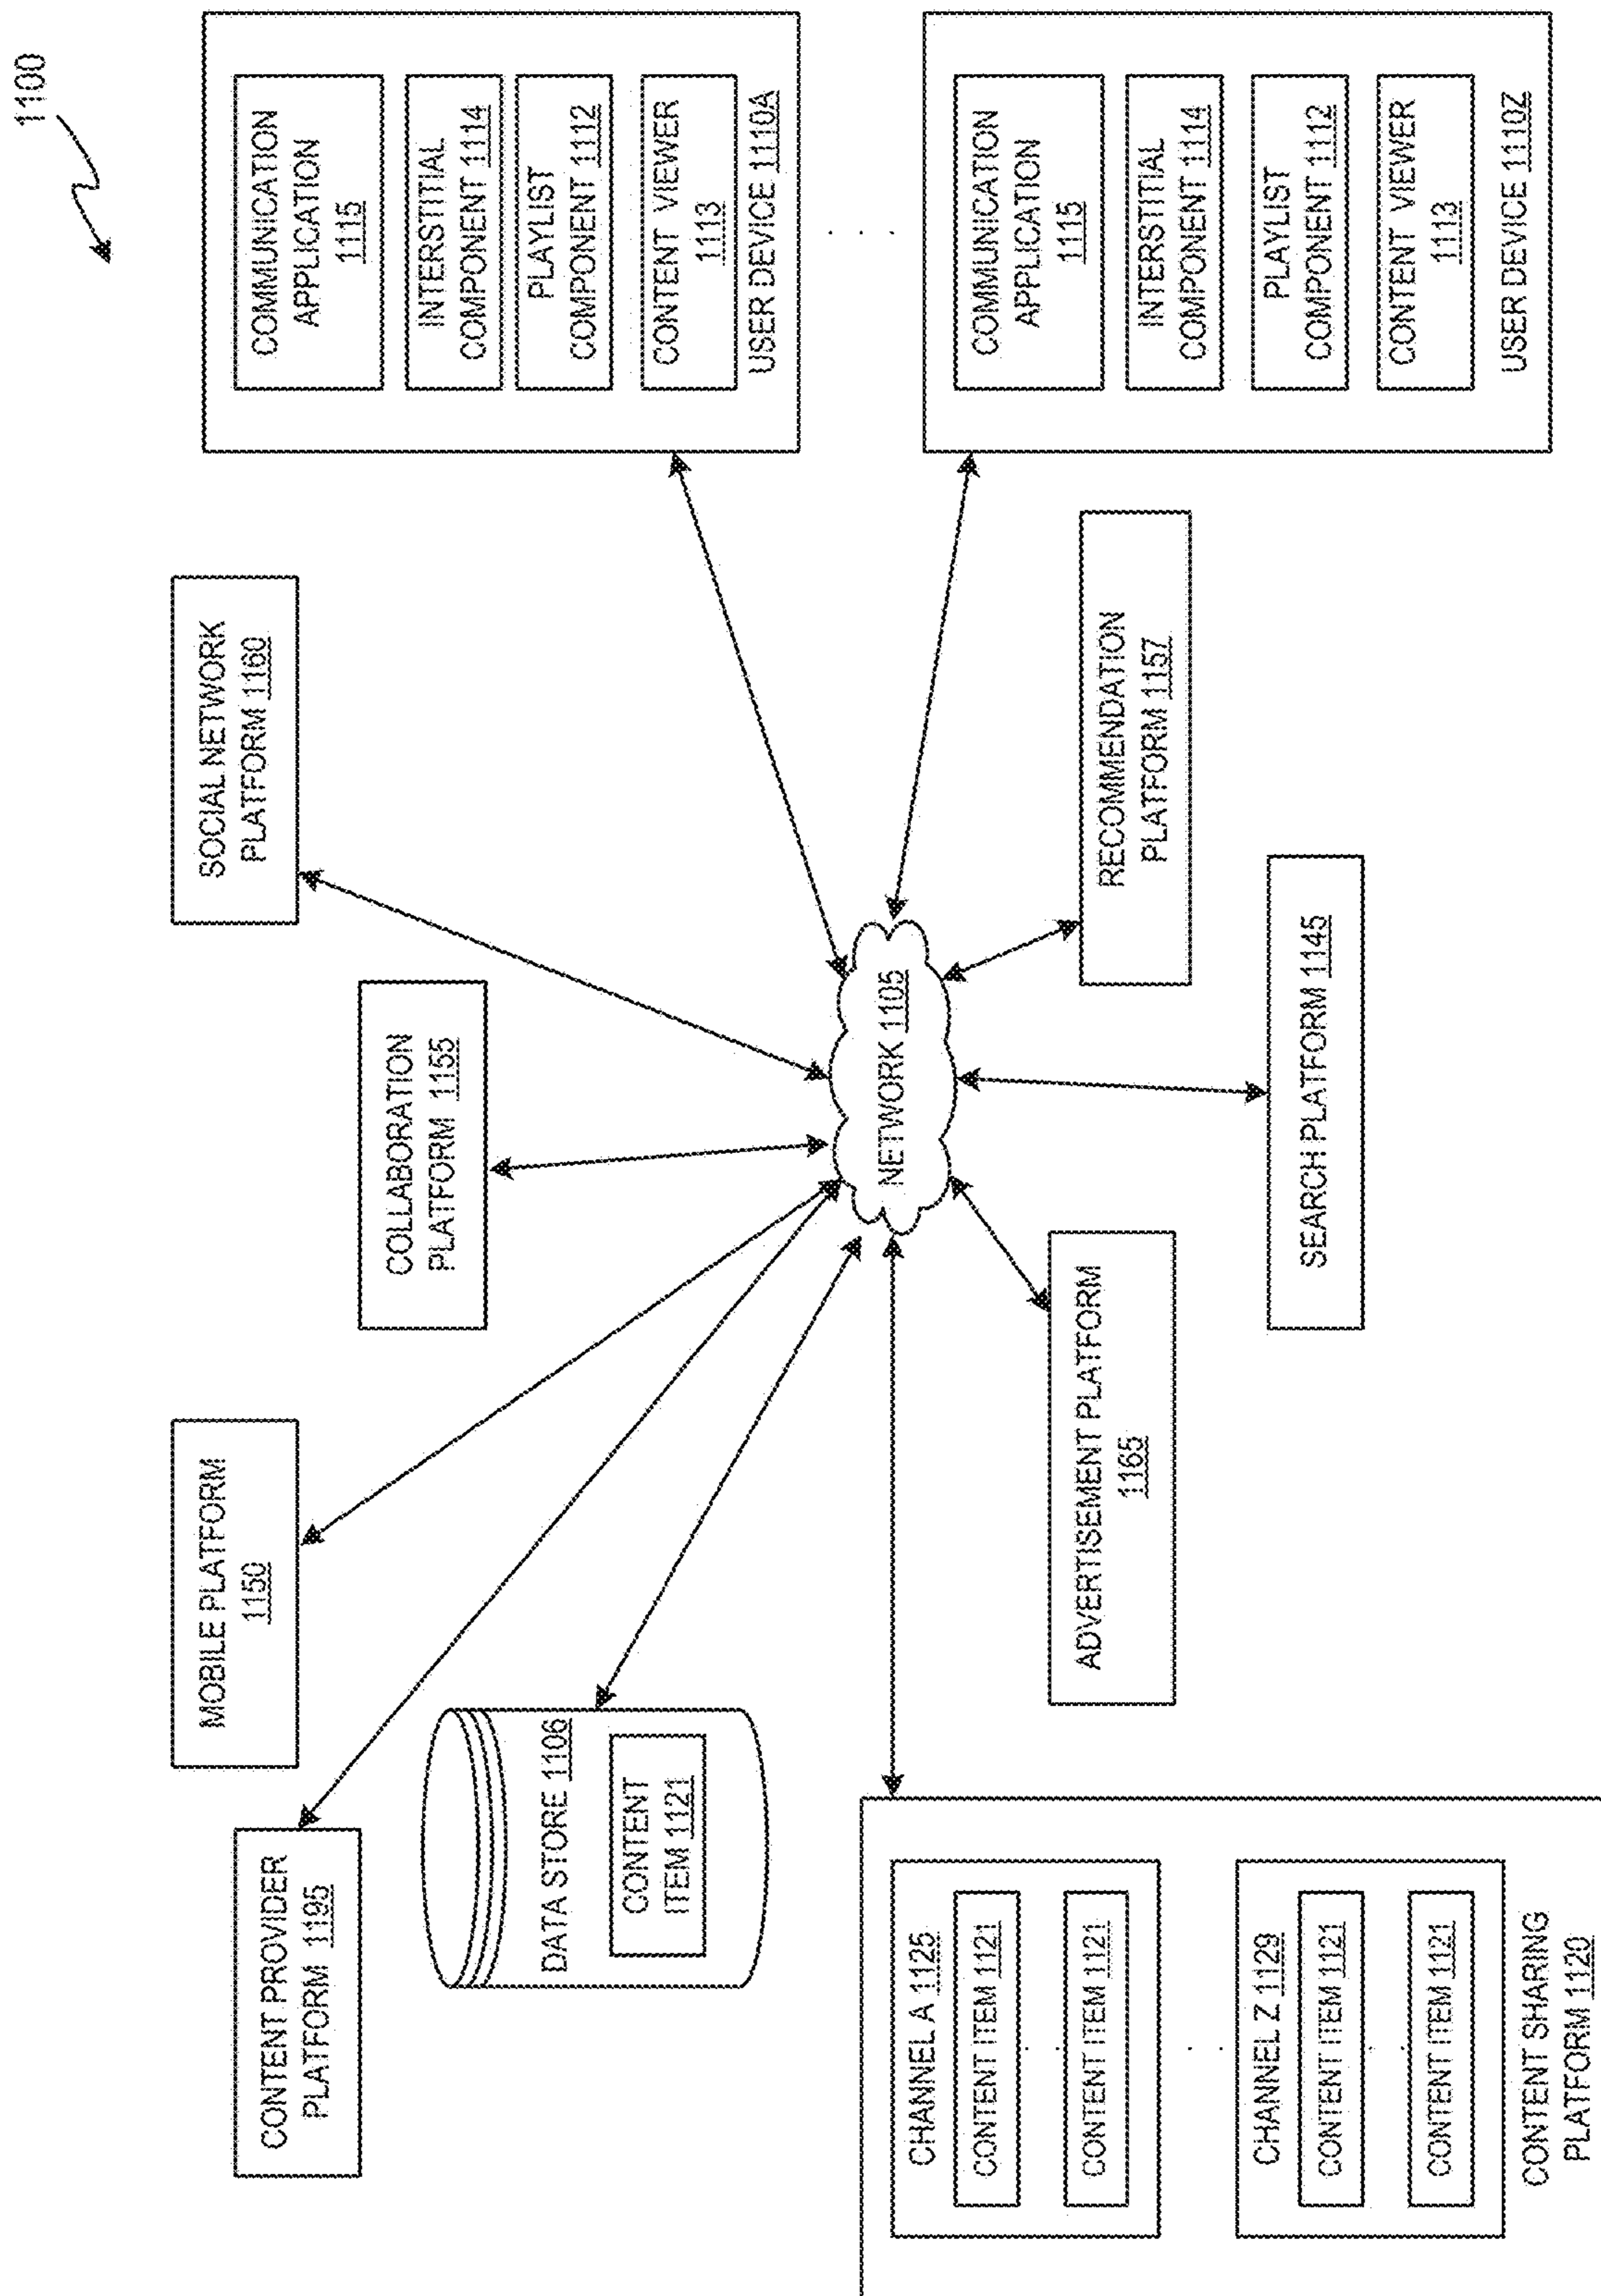 1100
CONTENT PROVIDER
PLATFORM 1195
MOBILE PLATFORM
1150
SOCIAL NETWORK
PLATFORM 1160
COLLABORATION
PLATFORM 1155
DATA STORE 1106
CONTENT
ITEM 1121
NETWORK 1105
COMMUNICATION
APPLICATION
1115
INTERSTITIAL
COMPONENT 1114
PLAYLIST
COMPONENT 1112
CONTENT VIEWER
1113
USER DEVICE 1110A
. . .
COMMUNICATION
APPLICATION
1115
INTERSTITIAL
COMPONENT 1114
PLAYLIST
COMPONENT 1112
CONTENT VIEWER
1113
USER DEVICE 1110Z
CHANNEL A 1125
CONTENT ITEM 1121
. .
CONTENT ITEM 1121
. .
CHANNEL Z 1129
CONTENT ITEM 1121
. .
CONTENT ITEM 1121
CONTENT SHARING
PLATFORM 1120
ADVERTISEMENT PLATFORM
1165
SEARCH PLATFORM 1145
RECOMMENDATION
PLATFORM 1157